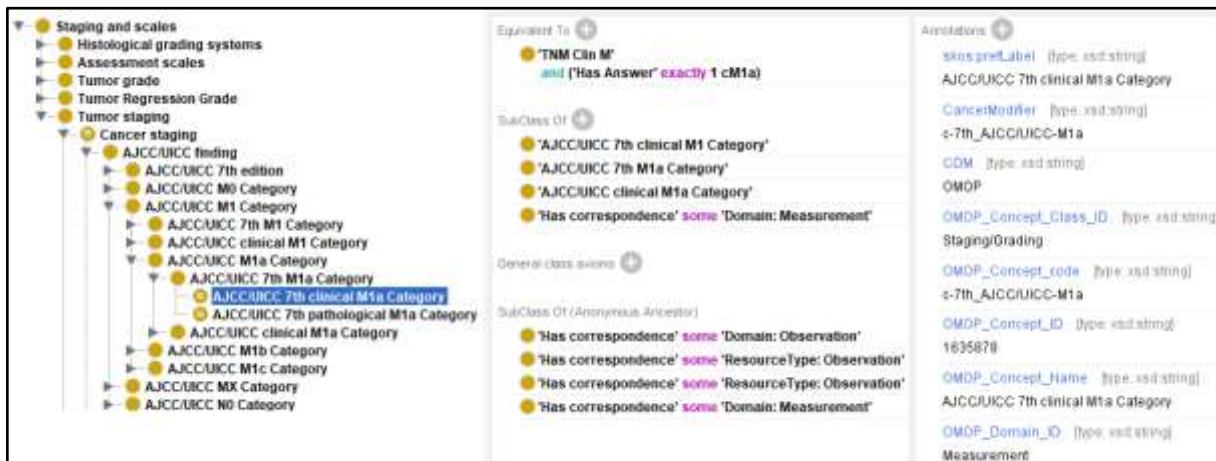 Staging and scales
Histological grading systems
Assessment scales
Tumor grade
Tumor Regression Grade
Tumor staging
Cancer staging
AJCC/UICC finding
AJCC/UICC 7th edition
AJCC/UICC M0 Category
AJCC/UICC M1 Category
AJCC/UICC 7th M1 Category
AJCC/UICC clinical M1 Category
AJCC/UICC M1a Category
AJCC/UICC 7th M1a Category
AJCC/UICC 7th clinical M1a Category
AJCC/UICC 7th pathological M1a Category
AJCC/UICC clinical M1a Category
AJCC/UICC M1b Category
AJCC/UICC M1c Category
AJCC/UICC MX Category
AJCC/UICC N0 Category
Equivalent To
'TNM Clin M'
and ('Has Answer' exactly 1 cM1a)
SubClass Of
'AJCC/UICC 7th clinical M1 Category'
'AJCC/UICC 7th M1a Category'
'AJCC/UICC clinical M1a Category'
'Has correspondence' some 'Domain: Measurement'
General class axioms
SubClass Of (Anonymous Ancestor)
'Has correspondence' some 'Domain: Observation'
'Has correspondence' some 'ResourceType: Observation'
'Has correspondence' some 'ResourceType: Observation'
'Has correspondence' some 'Domain: Measurement'
Annotations
skos:prefLabel [type: xsd:string]
AJCC/UICC 7th clinical M1a Category
CancerModifier [type: xsd:string]
c-7th_AJCC/UICC-M1a
CDM [type: xsd:string]
OMOP
OMOP_Concept_Class_ID [type: xsd:string
Staging/Grading
OMOP_Concept_code [type: xsd:string]
c-7th_AJCC/UICC-M1a
OMOP_Concept_ID [type: xsd:string]
1635878
OMOP_Concept_Name [type: xsd:string]
AJCC/UICC 7th clinical M1a Category
OMOP_Domain_ID [type: xsd:string]
Measurement